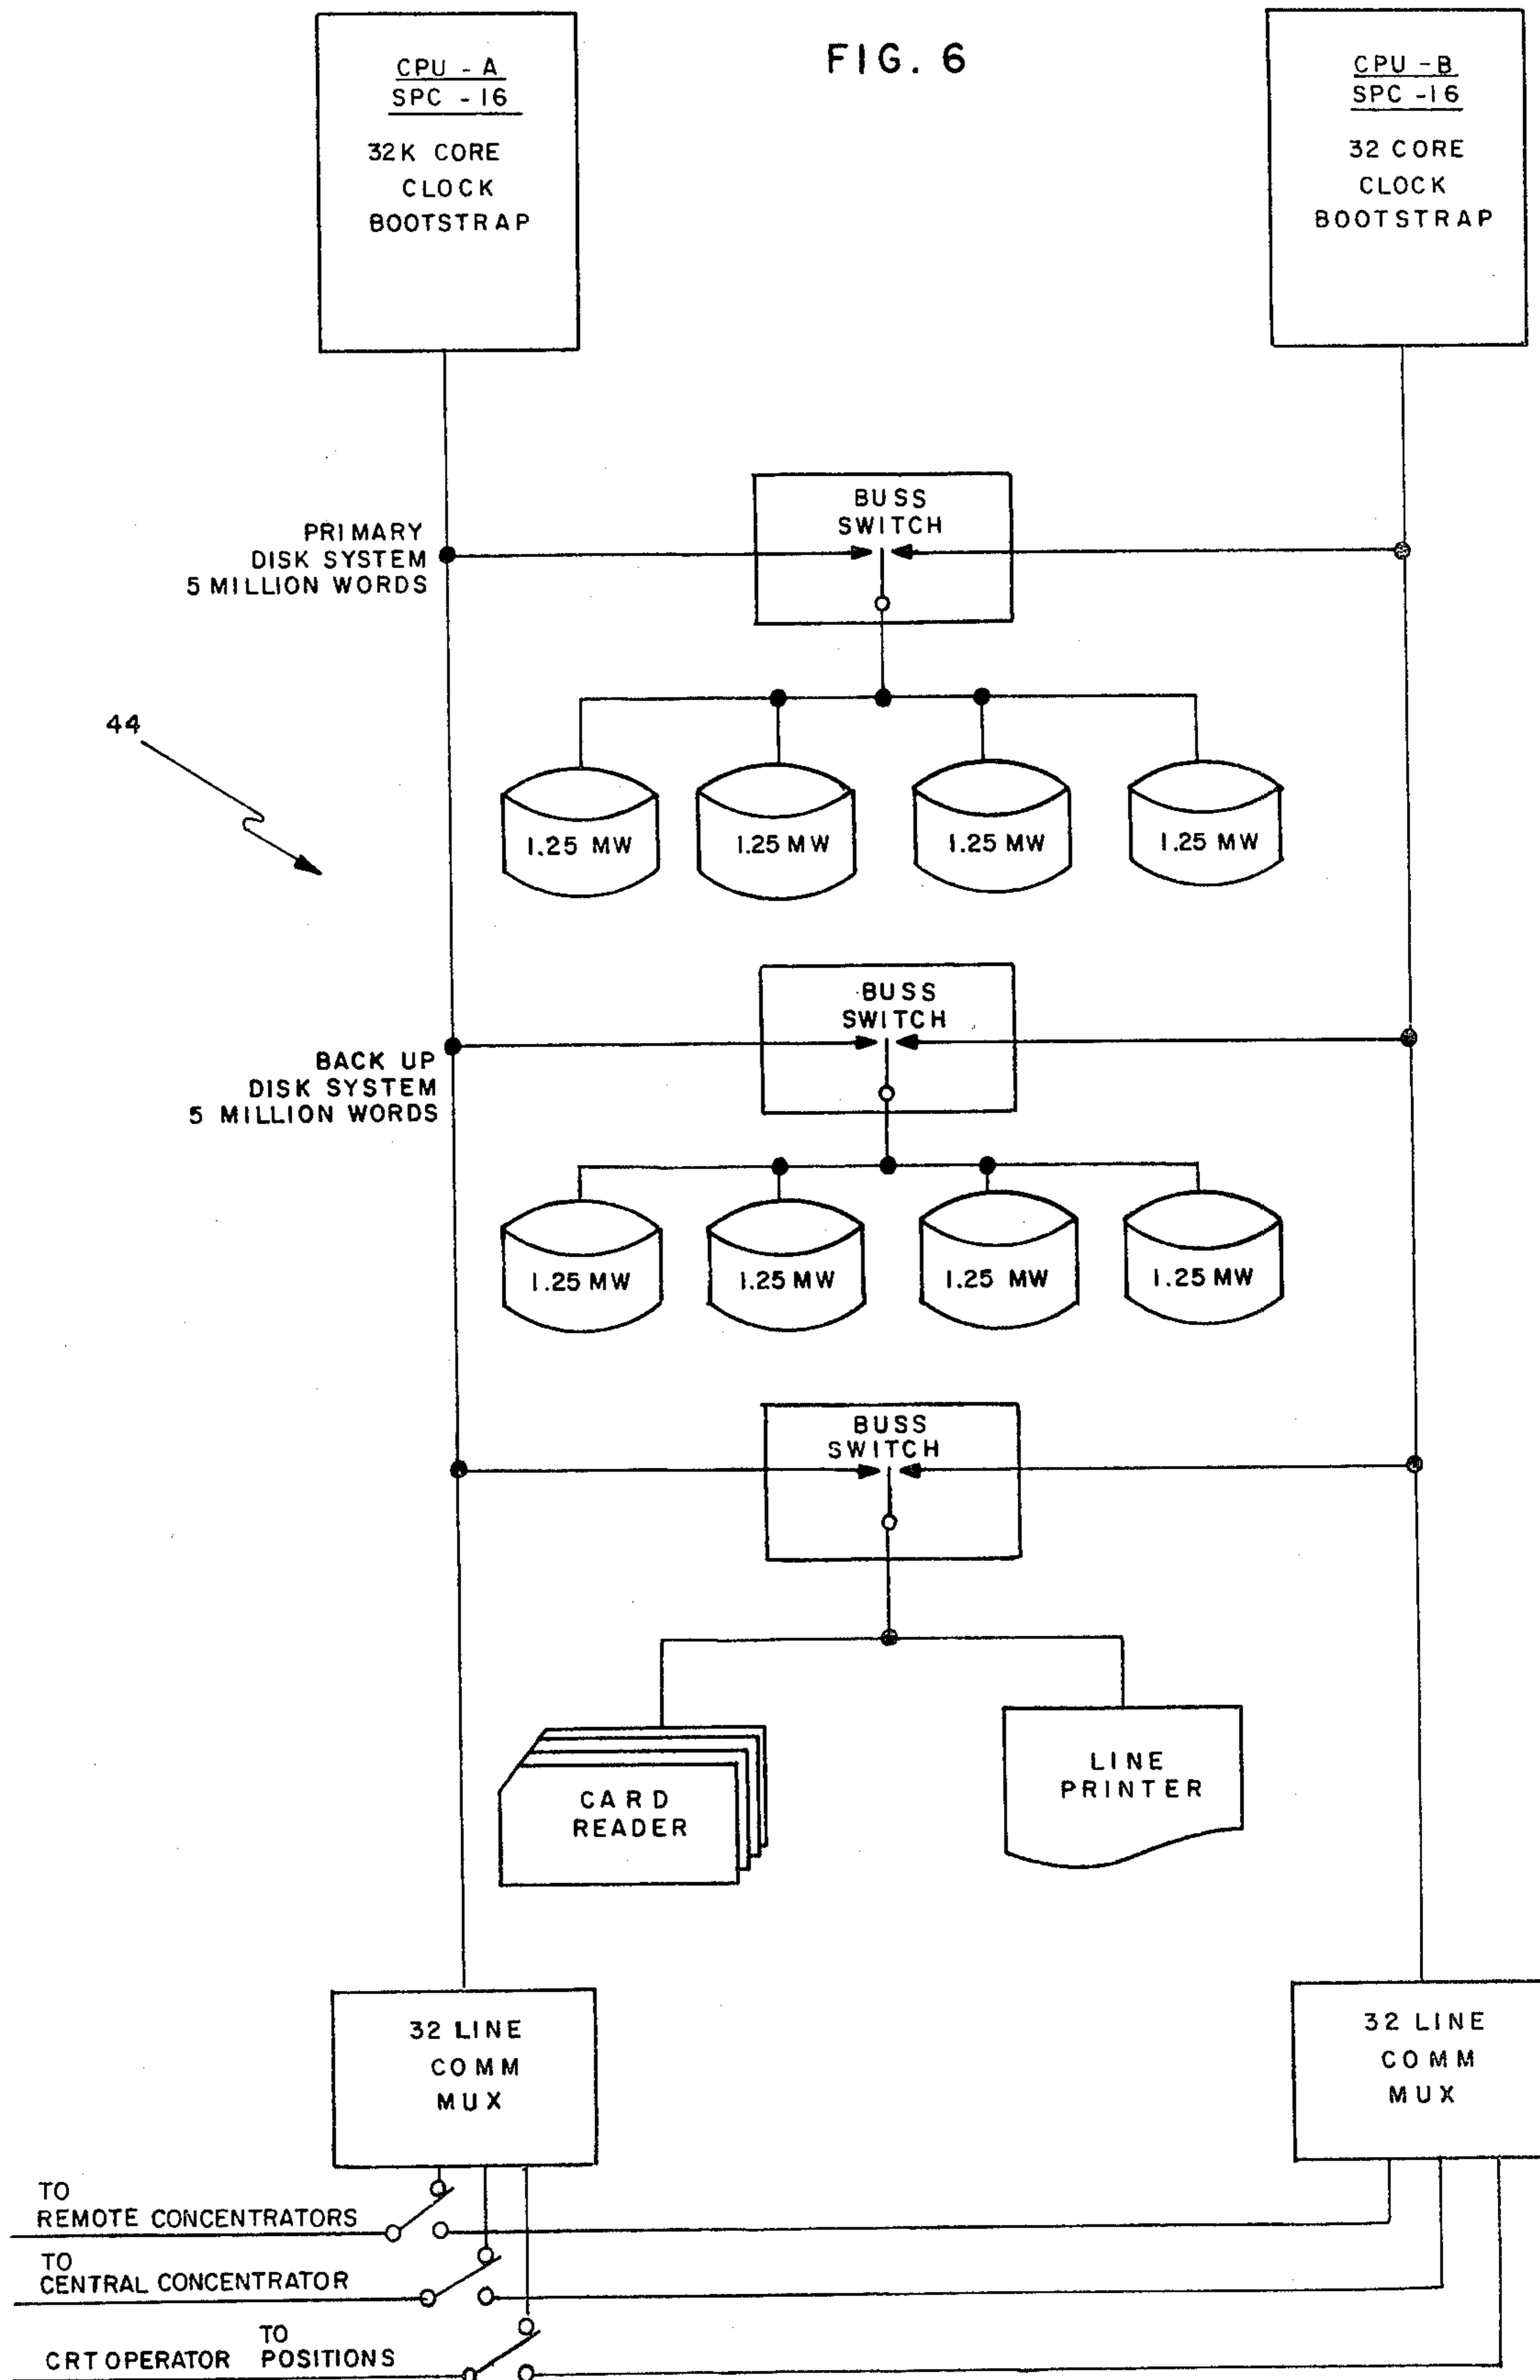 FIG. 6
CPU - A
SPC - 16
32K CORE
CLOCK
BOOTSTRAP
CPU - B
SPC - 16
32 CORE
CLOCK
BOOTSTRAP
BUSS
SWITCH
PRIMARY
DISK SYSTEM
5 MILLION WORDS
44
1.25 MW
1.25 MW
1.25 MW
1.25 MW
BUSS
SWITCH
BACK UP
DISK SYSTEM
5 MILLION WORDS
1.25 MW
1.25 MW
1.25 MW
1.25 MW
BUSS
SWITCH
CARD
READER
LINE
PRINTER
32 LINE
COMM
MUX
32 LINE
COMM
MUX
TO
REMOTE CONCENTRATORS
TO
CENTRAL CONCENTRATOR
TO
CRT OPERATOR POSITIONS